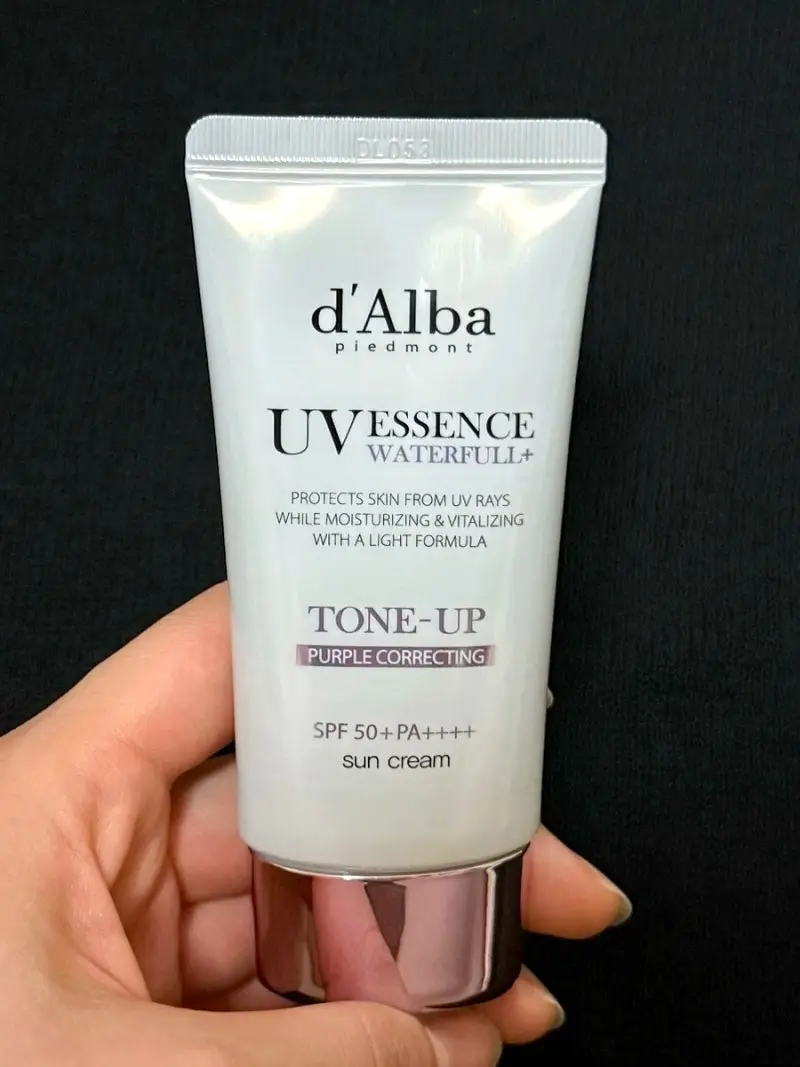 DL058
d'Alba
piedmont
UV ESSENCE
WATERFULL+
PROTECTS SKIN FROM UV RAYS
WHILE MOISTURIZING & VITALIZING
WITH A LIGHT FORMULA
TONE-UP
PURPLE CORRECTING
SPF 50+ PA++++
sun cream